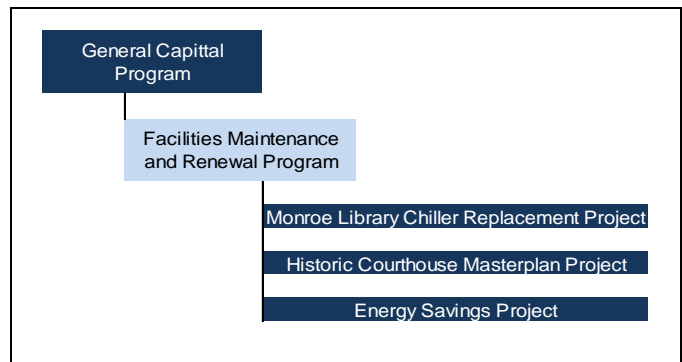 General Capittal
Program
Facilities Maintenance
and Renewal Program
Monroe Library Chiller Replacement Project
Historic Courthouse Masterplan Project
Energy Savings Project